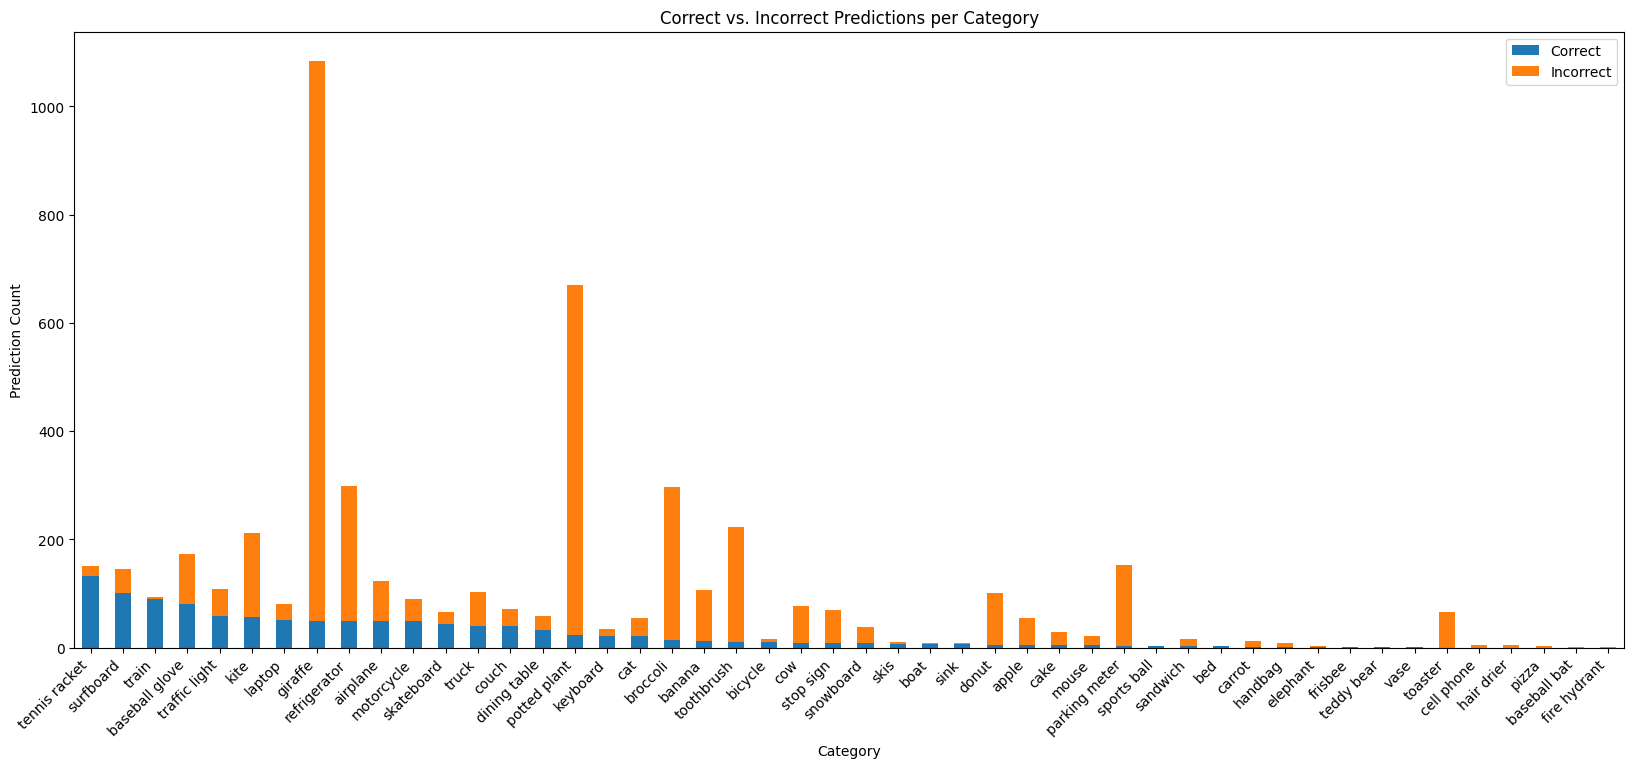 Correct vs. Incorrect Predictions per Category
Correct
Incorrect
Prediction Count
1000
800
600
400
200
0
tennis racket
surfboard
train
baseball glove
traffic light
kite
laptop
giraffe
refrigerator
airplane
motorcycle
skateboard
truck
couch
dining table
potted plant
keyboard
cat
broccoli
banana
toothbrush
bicycle
cow
stop sign
snowboard
skis
boat
sink
donut
apple
cake
mouse
parking meter
sports ball
sandwich
bed
carrot
handbag
elephant
frisbee
teddy bear
vase
toaster
cell phone
hair drier
pizza
baseball bat
fire hydrant
Category